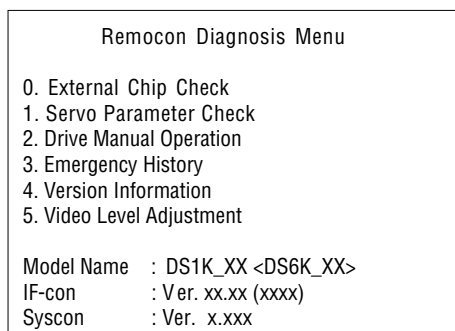 Remocon Diagnosis Menu
0. External Chip Check
1. Servo Parameter Check
2. Drive Manual Operation
3. Emergency History
4. Version Information
5. Video Level Adjustment
Model Name : DS1K_XX <DS6K_XX>
IF-con : Ver. xx.xx (xxxx)
Syscon : Ver. x.xxx